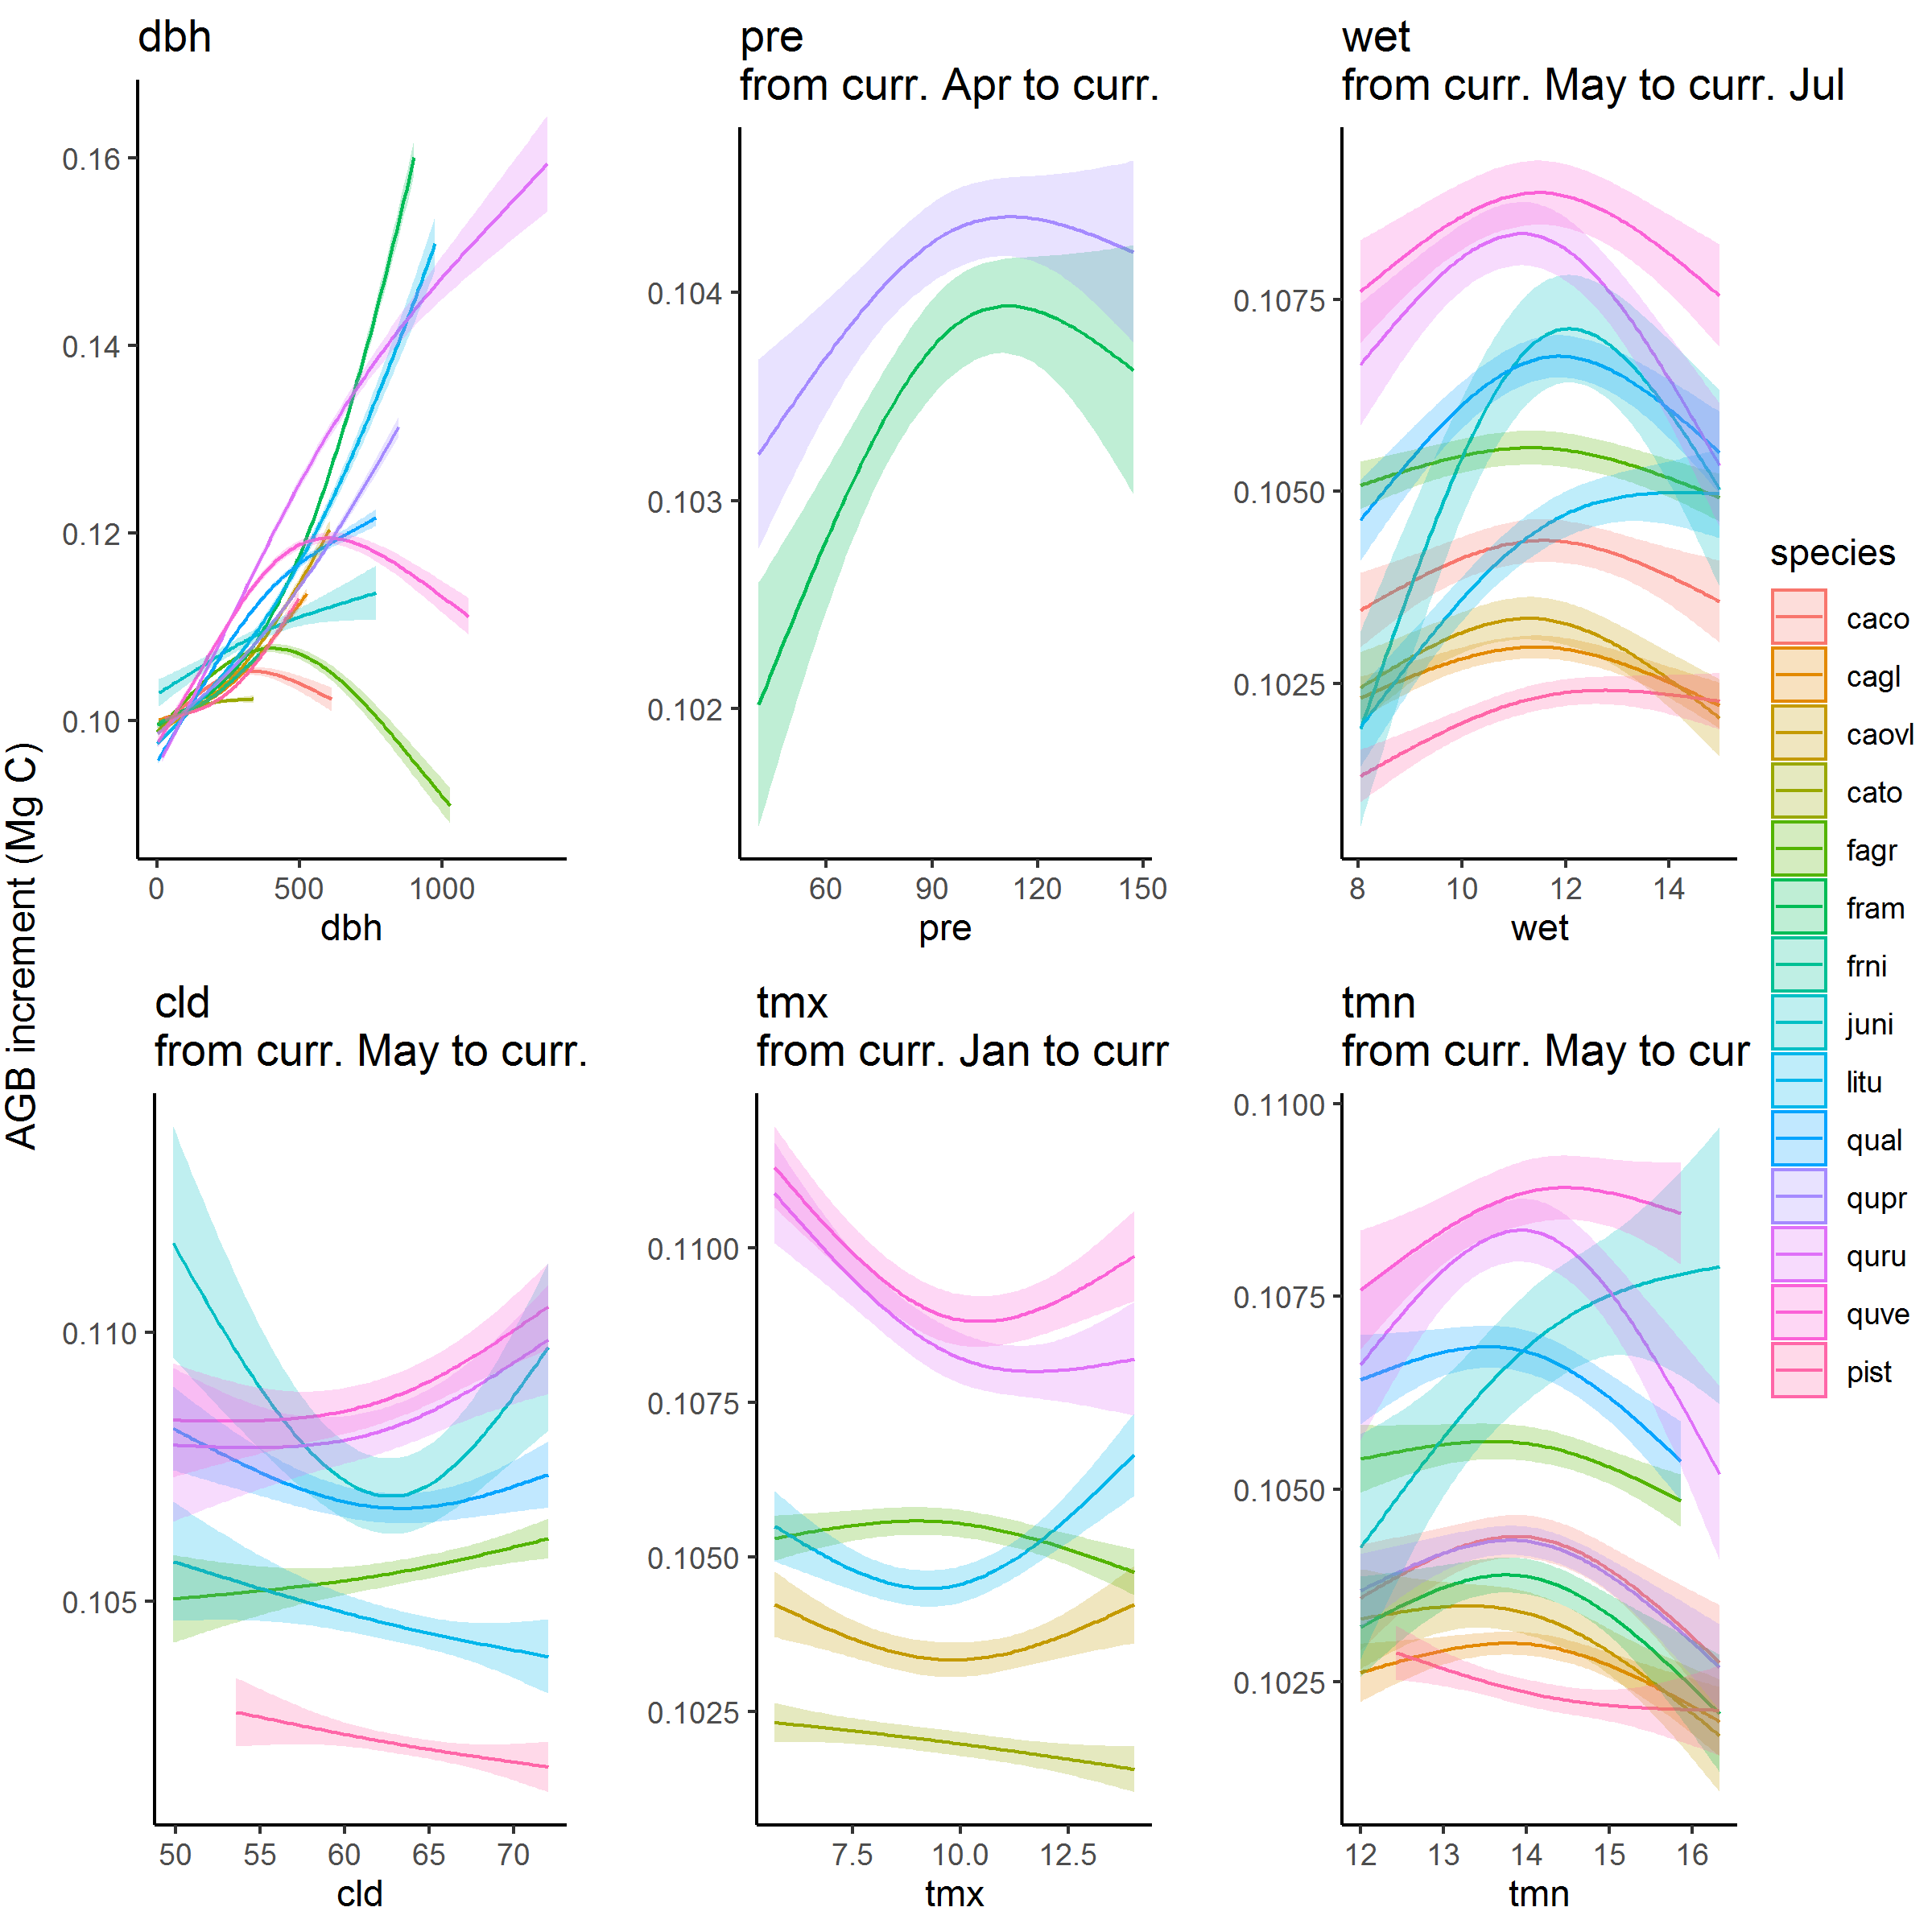 dbh
0.16
0.14
0.12
0.10
0 500 1000
dbh
pre
from curr. Apr to curr.
0.104
0.103
0.102
60 90 120 150
pre
wet
from curr. May to curr. Jul
0.1075
0.1050
0.1025
8 10 12 14
wet
AGB increment (Mg C)
cld
from curr. May to curr.
0.110
0.105
50 55 60 65 70
cld
tmx
from curr. Jan to curr
0.1100
0.1075
0.1050
0.1025
7.5 10.0 12.5
tmx
tmn
from curr. May to cur
0.1100
0.1075
0.1050
0.1025
12 13 14 15 16
tmn
species
caco
cagl
caovl
cato
fagr
fram
frni
juni
litu
qual
qupr
quru
quve
pist